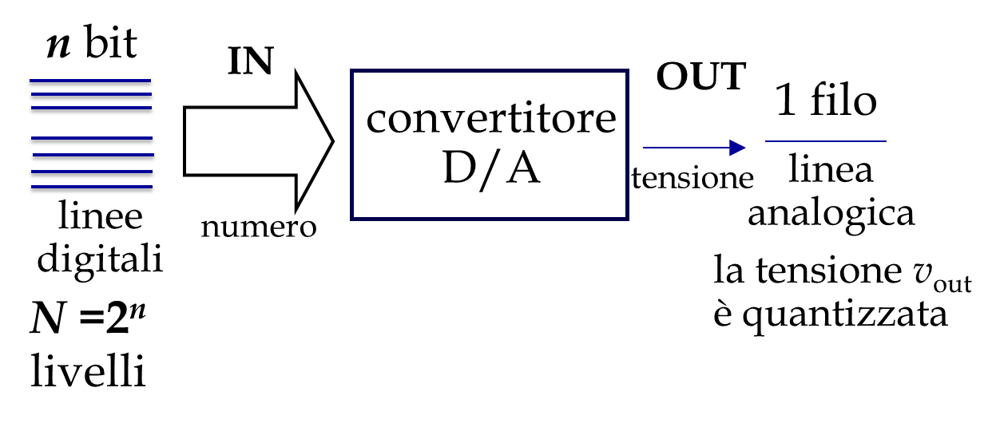 n bit
linee
digitali
N =2ⁿ
livelli
IN
numero
convertitore
D/A
OUT
tensione
1 filo
linea
analogica
la tensione vout
è quantizzata